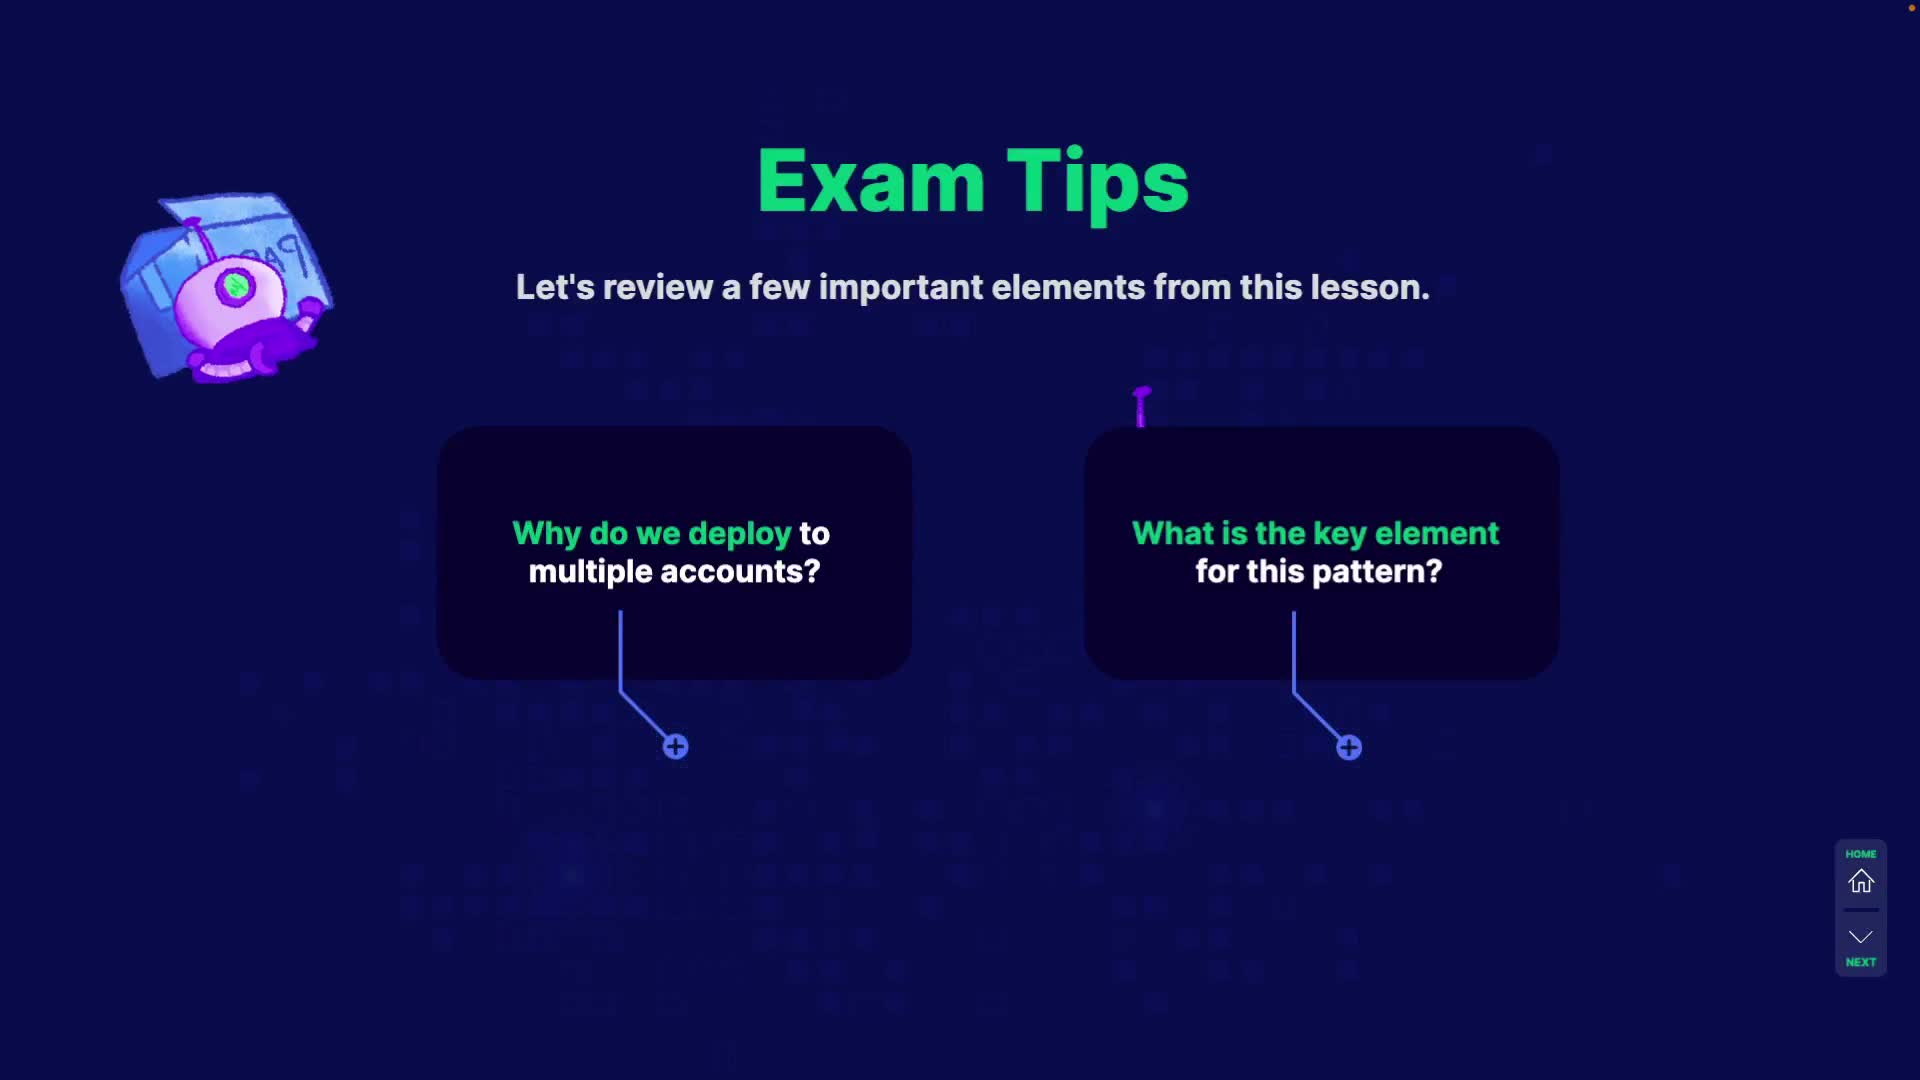 Exam Tips
Let's review a few important elements from this lesson.
Why do we deploy to
multiple accounts?
What is the key element
for this pattern?
HOME
NEXT